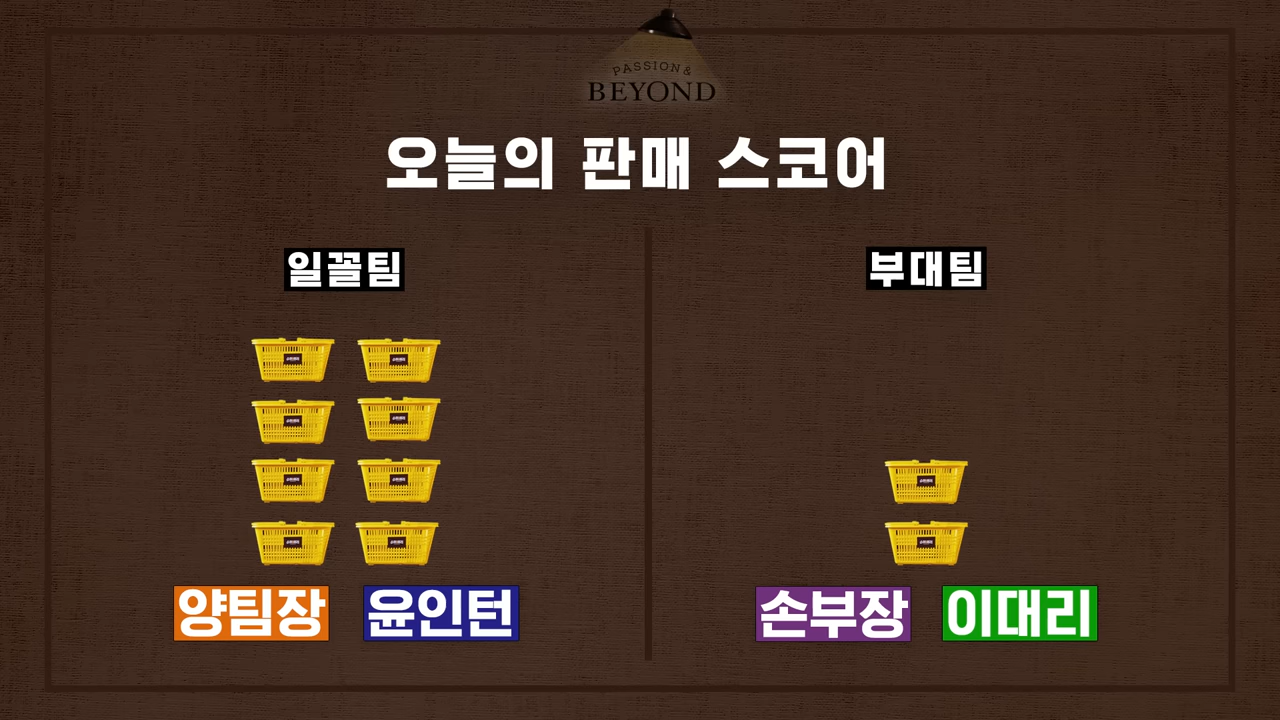 PASSION &
BEYOND
오늘의 판매 스코어
일꼴팀
부대팀
양팀장 윤인턴
손부장 이대리